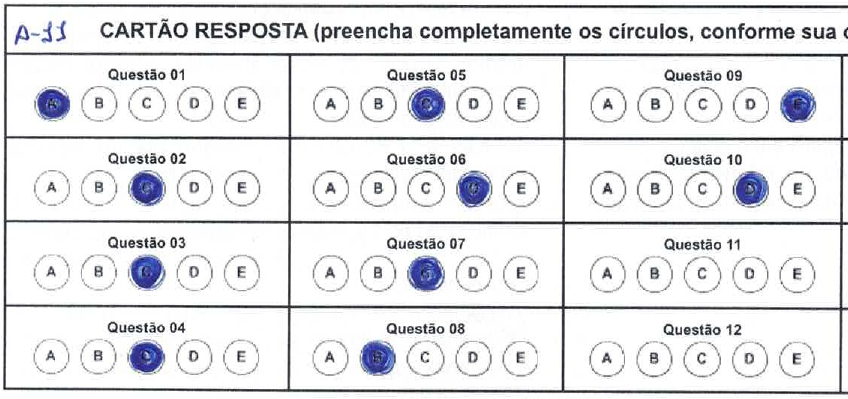 A-11 CARTÃO RESPOSTA (preencha completamente os círculos, conforme sua
Questão 01 Questão 05 Questão 09
A B C D E A B C D E A B C D E
Questão 02 Questão 06 Questão 10
A B C D E A B C D E A B C D E
Questão 03 Questão 07 Questão 11
A B C D E A B C D E A B C D E
Questão 04 Questão 08 Questão 12
A B C D E A B C D E A B C D E